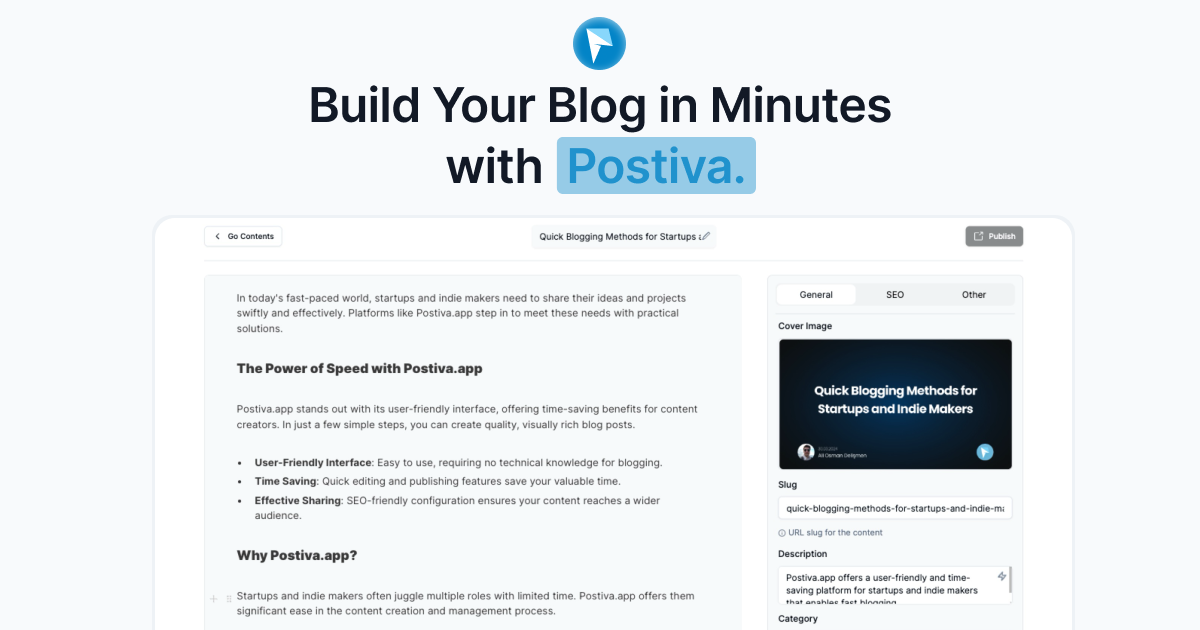 Build Your Blog in Minutes
with Postiva.
Go Contents
Quick Blogging Methods for Startups
Publish
In today's fast-paced world, startups and indie makers need to share their ideas and projects
swiftly and effectively. Platforms like Postiva.app step in to meet these needs with practical
solutions.
The Power of Speed with Postiva.app
Postiva.app stands out with its user-friendly interface, offering time-saving benefits for content
creators. In just a few simple steps, you can create quality, visually rich blog posts.
• User-Friendly Interface: Easy to use, requiring no technical knowledge for blogging.
• Time Saving: Quick editing and publishing features save your valuable time.
• Effective Sharing: SEO-friendly configuration ensures your content reaches a wider
audience.
Why Postiva.app?
Startups and indie makers often juggle multiple roles with limited time. Postiva.app offers them
significant ease in the content creation and management process.
General
SEO
Other
Cover Image
Quick Blogging Methods for
Startups and Indie Makers
Ali Osman
Slug
quick-blogging-methods-for-startups-and-indie-ma
URL slug for the content
Description
Postiva.app offers a user-friendly and time-
saving platform for startups and indie makers
that enables fast blogging
Category